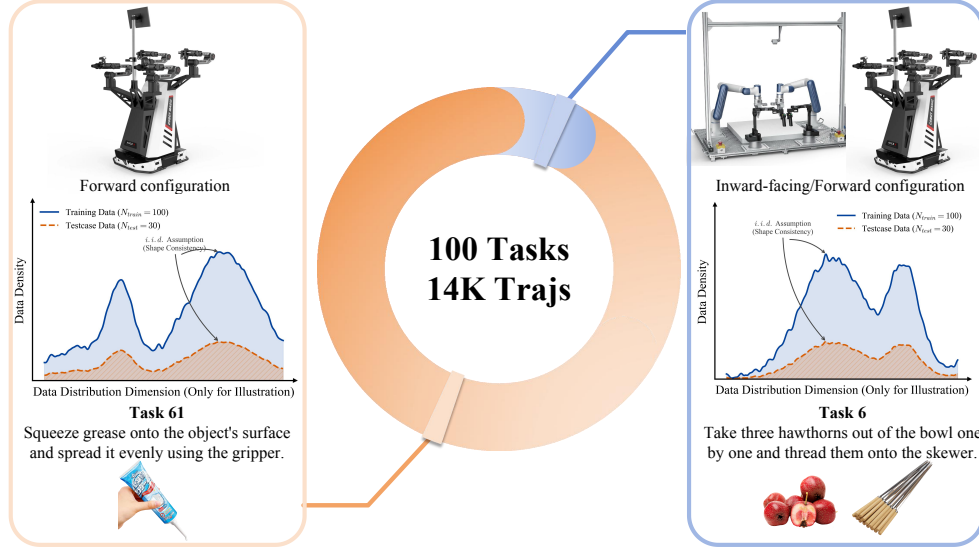 Forward configuration
Training Data (N_train = 100)
Testcase Data (N_test = 30)
i.i.d. Assumption
(Shape Consistency)
Data Density
Data Distribution Dimension (Only for Illustration)
Task 61
Squeeze grease onto the object's surface
and spread it evenly using the gripper.
100 Tasks
14K Trajs
Inward-facing/Forward configuration
Training Data (N_train = 100)
Testcase Data (N_test = 30)
i.i.d. Assumption
(Shape Consistency)
Data Density
Data Distribution Dimension (Only for Illustration)
Task 6
Take three hawthorns out of the bowl one
by one and thread them onto the skewer.